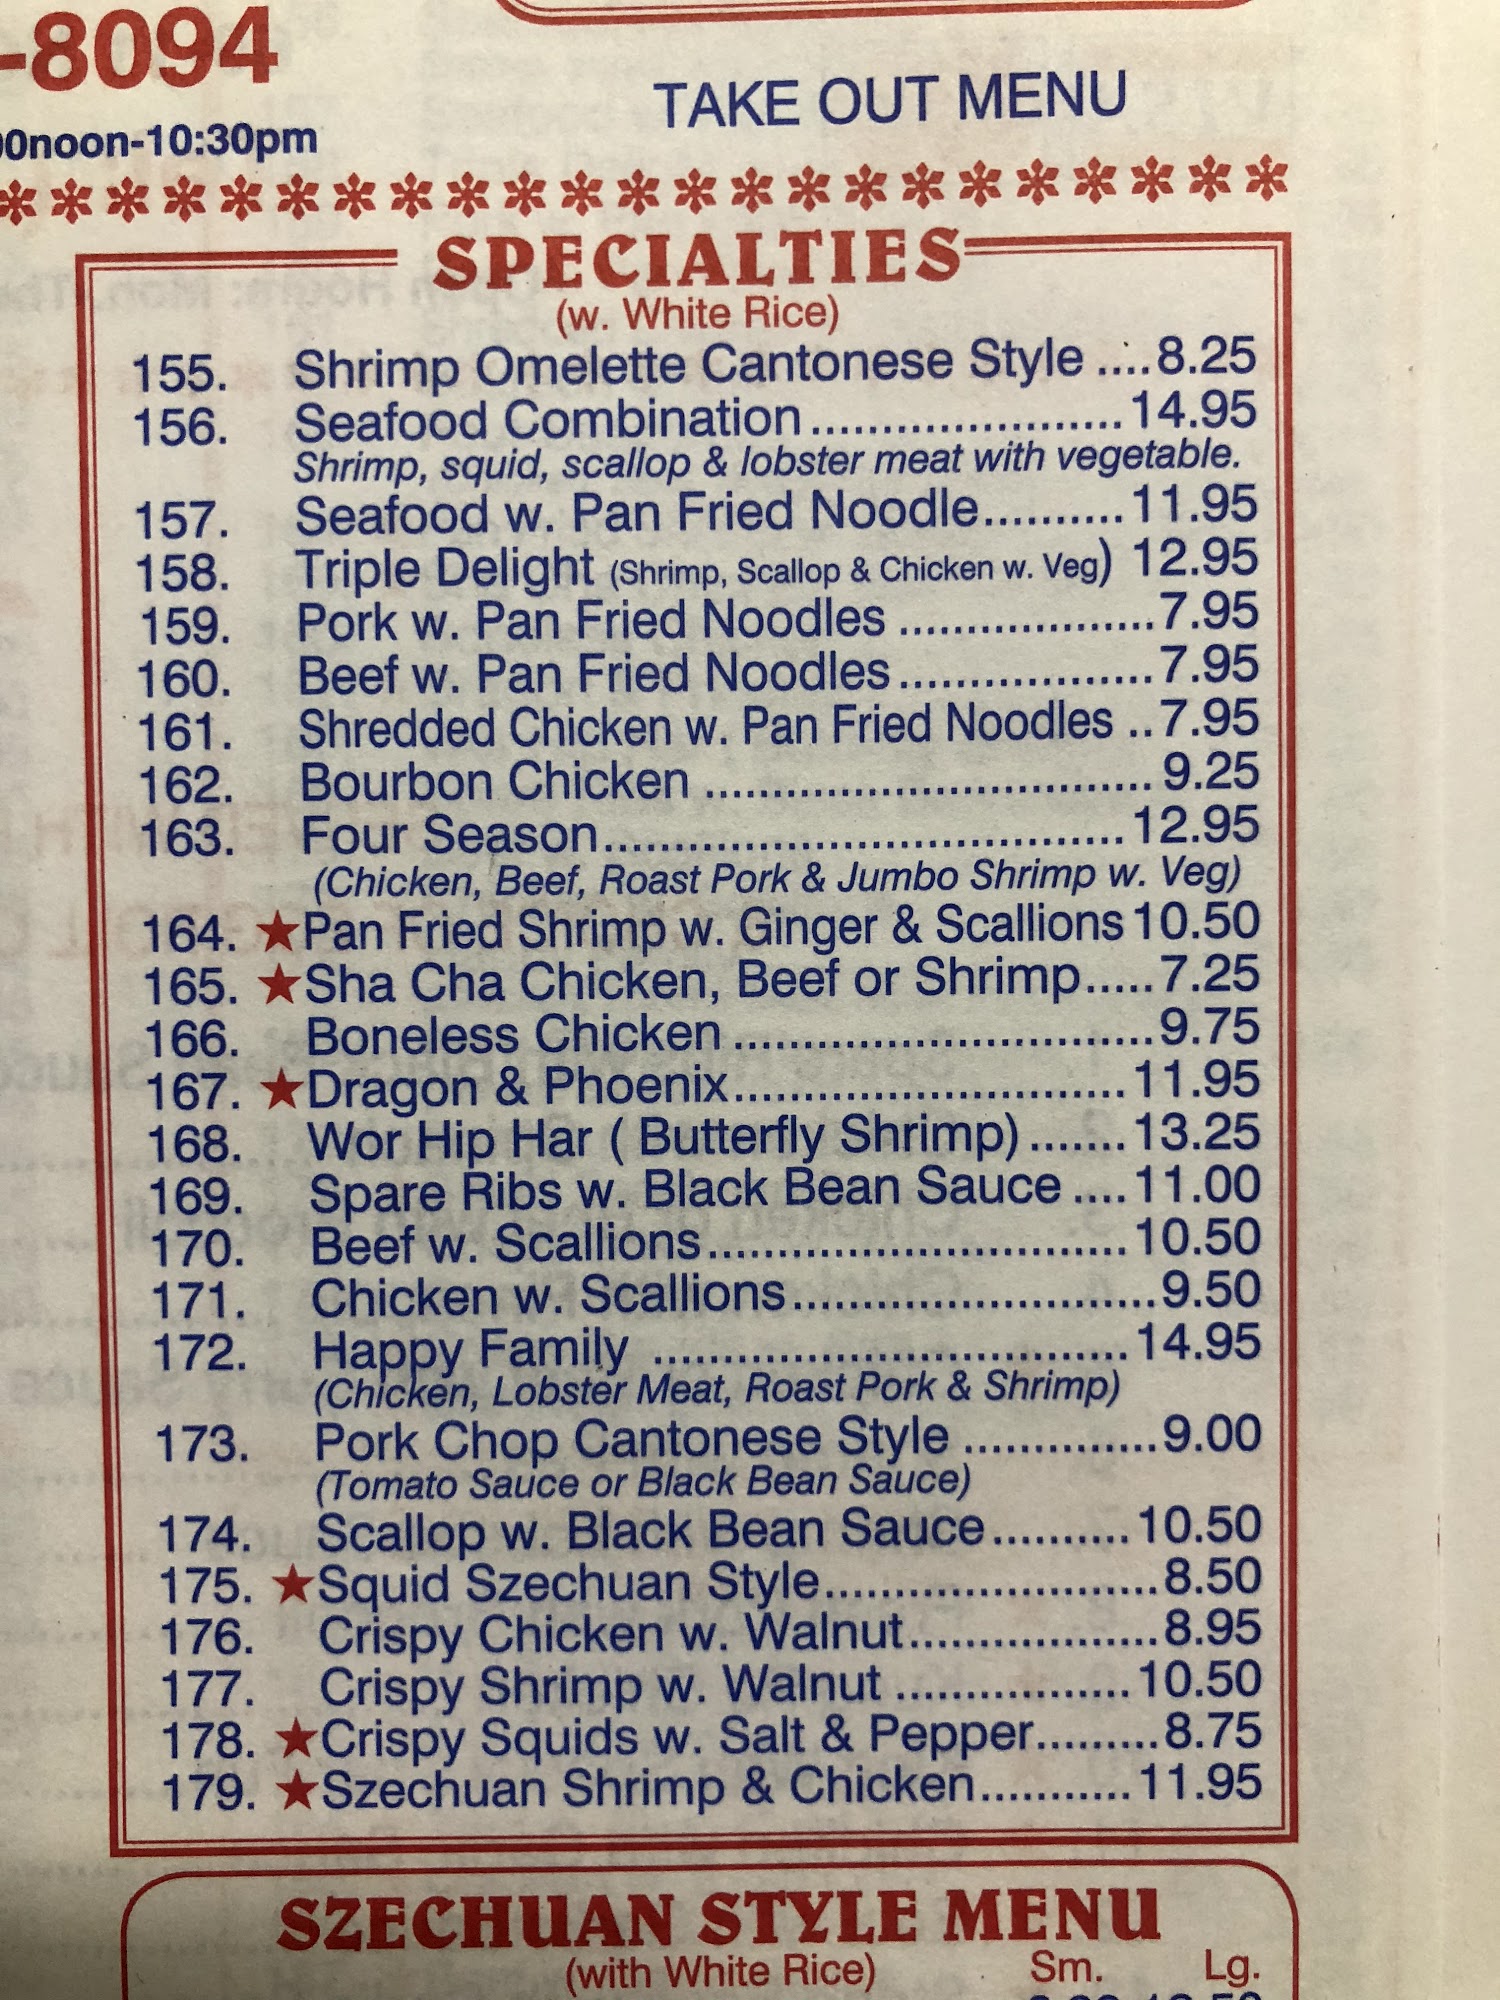 -8094
00noon-10:30pm
TAKE OUT MENU
SPECIALTIES
(w. White Rice)
155. Shrimp Omelette Cantonese Style ....8.25
156. Seafood Combination......................14.95
Shrimp, squid, scallop & lobster meat with vegetable.
157. Seafood w. Pan Fried Noodle..........11.95
158. Triple Delight (Shrimp, Scallop & Chicken w. Veg) 12.95
159. Pork w. Pan Fried Noodles ...................7.95
160. Beef w. Pan Fried Noodles..................7.95
161. Shredded Chicken w. Pan Fried Noodles ..7.95
162. Bourbon Chicken .................................9.25
163. Four Season.....................................12.95
(Chicken, Beef, Roast Pork & Jumbo Shrimp w. Veg)
164. ★Pan Fried Shrimp w. Ginger & Scallions 10.50
165. ★Sha Cha Chicken, Beef or Shrimp.....7.25
166. Boneless Chicken ..............................9.75
167. ★Dragon & Phoenix............................11.95
168. Wor Hip Har ( Butterfly Shrimp) .......13.25
169. Spare Ribs w. Black Bean Sauce ....11.00
170. Beef w. Scallions..............................10.50
171. Chicken w. Scallions..........................9.50
172. Happy Family ..................................14.95
(Chicken, Lobster Meat, Roast Pork & Shrimp)
173. Pork Chop Cantonese Style ..............9.00
(Tomato Sauce or Black Bean Sauce)
174. Scallop w. Black Bean Sauce..........10.50
175. ★Squid Szechuan Style........................8.50
176. Crispy Chicken w. Walnut..................8.95
177. Crispy Shrimp w. Walnut .................10.50
178. ★Crispy Squids w. Salt & Pepper.........8.75
179. ★Szechuan Shrimp & Chicken...........11.95
SZECHUAN STYLE MENU
(with White Rice) Sm. Lg.